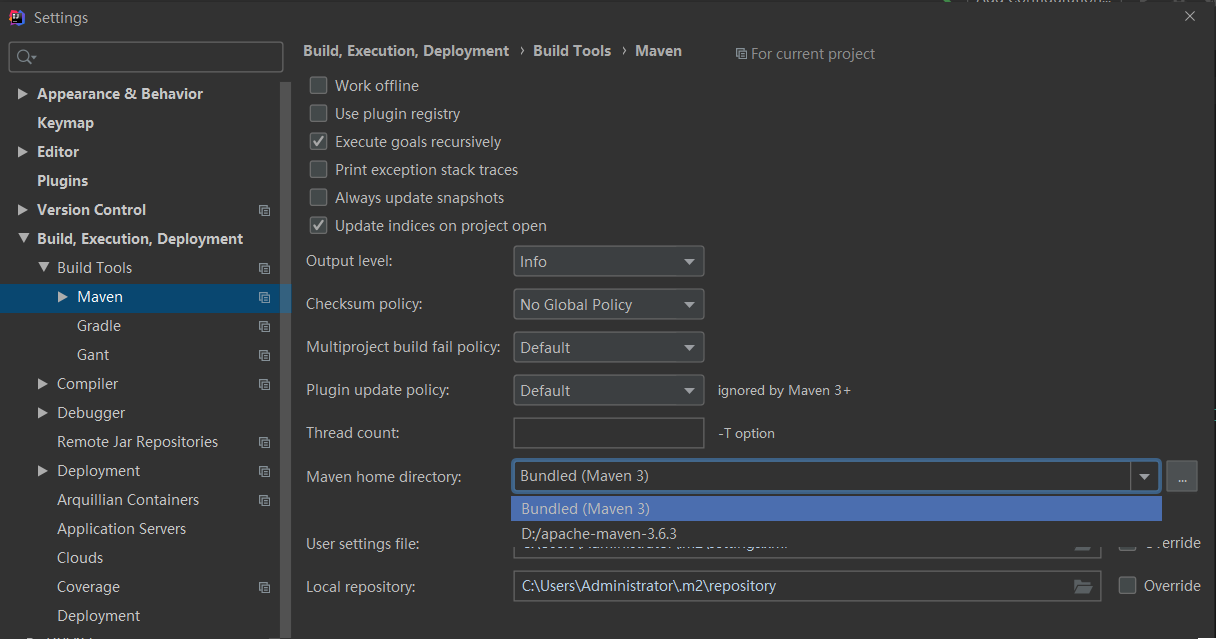 Settings
Build, Execution, Deployment › Build Tools › Maven
For current project
Appearance & Behavior
Keymap
Editor
Plugins
Version Control
Build, Execution, Deployment
Build Tools
Maven
Gradle
Gant
Compiler
Debugger
Remote Jar Repositories
Deployment
Arquillian Containers
Application Servers
Clouds
Coverage
Deployment
Work offline
Use plugin registry
Execute goals recursively
Print exception stack traces
Always update snapshots
Update indices on project open
Output level: Info
Checksum policy: No Global Policy
Multiproject build fail policy: Default
Plugin update policy: Default ignored by Maven 3+
Thread count: -T option
Maven home directory: Bundled (Maven 3) ...
Bundled (Maven 3)
D:/apache-maven-3.6.3
User settings file: Override
Local repository: C:\Users\Administrator\.m2\repository Override